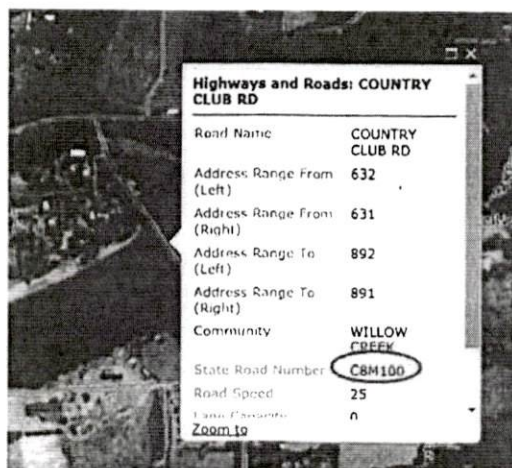 Highways and Roads: COUNTRY
CLUB RD
Road Name COUNTRY
CLUB RD
Address Range From 632
(Left)
Address Range From 631
(Right)
Address Range To 892
(Left)
Address Range To 891
(Right)
Community WILLOW
CREEK
State Road Number C8M100
Road Speed 25
Lane Capacity 0
Zoom to